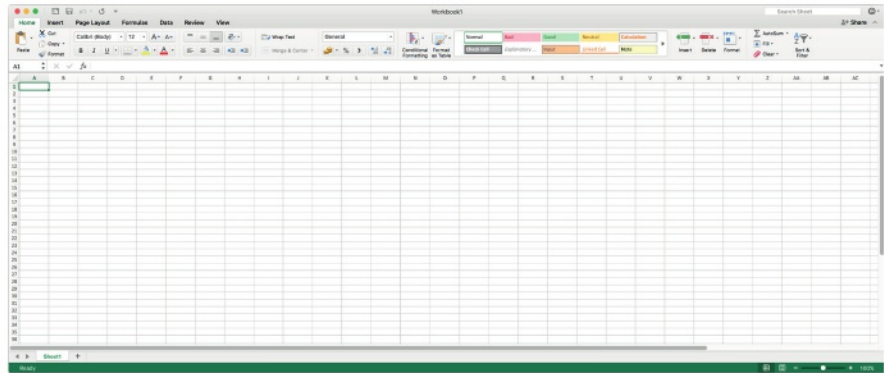 Workbook1
Search Sheet
Home Insert Page Layout Formulas Data Review View
Share
Paste
Cut
Copy
Format
Calibri (Body) 12 A A
B I U A
Wrap Text
Merge & Center
General
%
Conditional Formatting
Format as Table
Normal Bad Good Neutral Calculation
Check Cell Explanatory... Input Linked Cell Note
Insert Delete Format
AutoSum
Fill
Clear
Sort & Filter
A1 fx
A B C D E F G H I J K L M N O P Q R S T U V W X Y Z AA AB AC
1
2
3
4
5
6
7
8
9
10
11
12
13
14
15
16
17
18
19
20
21
22
23
24
25
26
27
28
29
30
31
32
33
34
35
36
Sheet1 +
Ready
100%